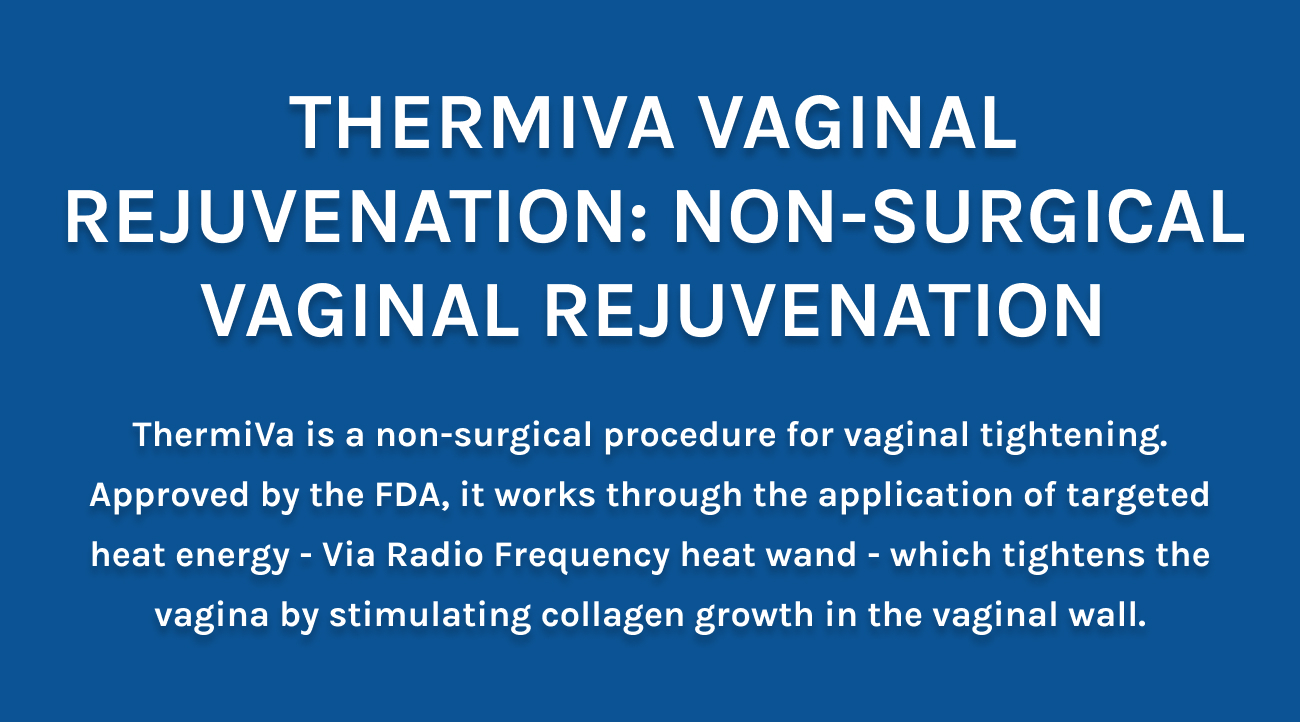 THERMIVA VAGINAL
REJUVENATION: NON-SURGICAL
VAGINAL REJUVENATION
ThermiVa is a non-surgical procedure for vaginal tightening.
Approved by the FDA, it works through the application of targeted
heat energy - Via Radio Frequency heat wand - which tightens the
vagina by stimulating collagen growth in the vaginal wall.